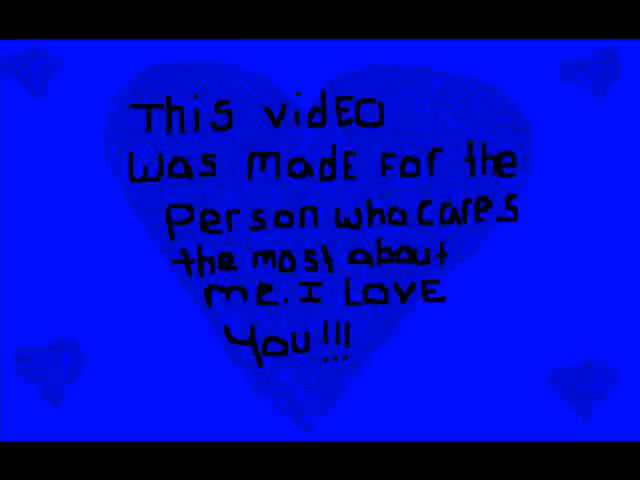 This vidEO
was madE For the
Person who cares
the most about
me. I LOVE
You!!!